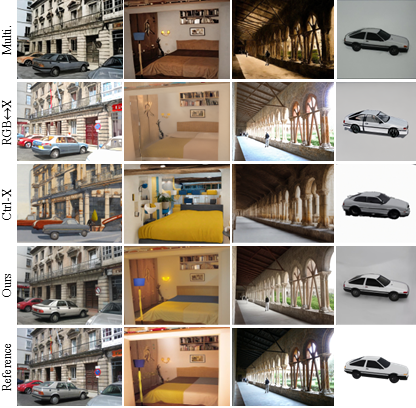 Multi.
RGB↔X
Ctrl-X
Ours
Reference